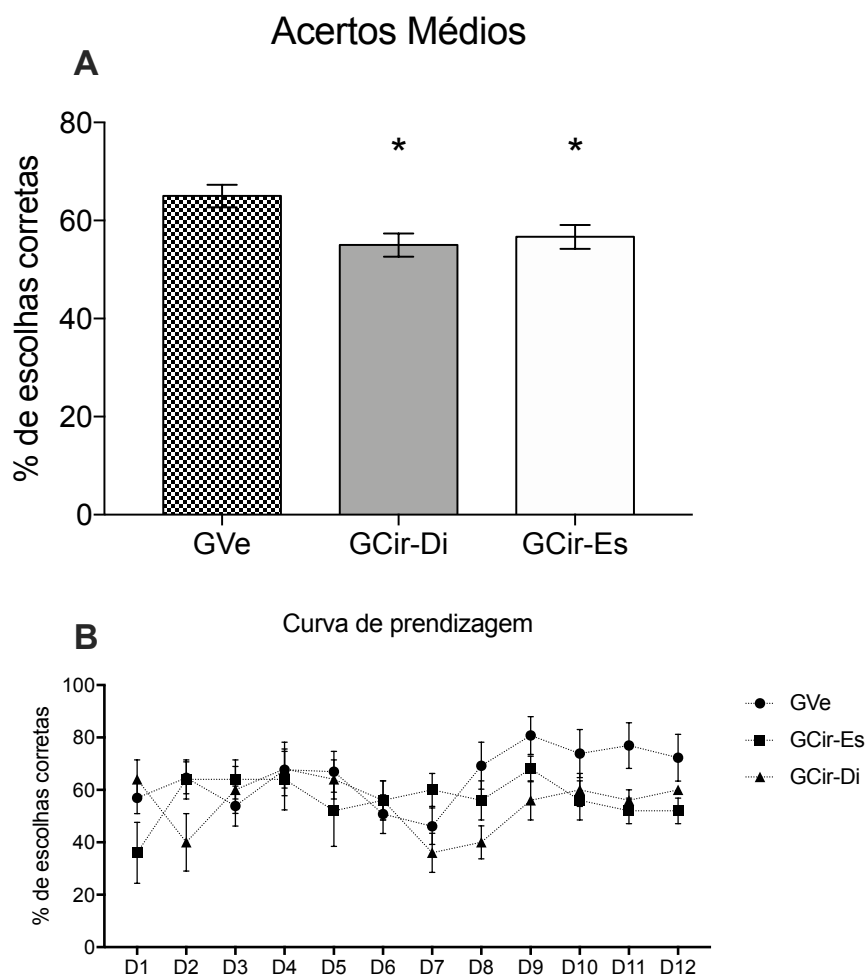 Acertos Médios
A
% de escolhas corretas
80
60
40
20
0
* *
GVe GCir-Di GCir-Es
B
Curva de prendizagem
% de escolhas corretas
100
80
60
40
20
0
D1 D2 D3 D4 D5 D6 D7 D8 D9 D10 D11 D12
GVe
GCir-Es
GCir-Di